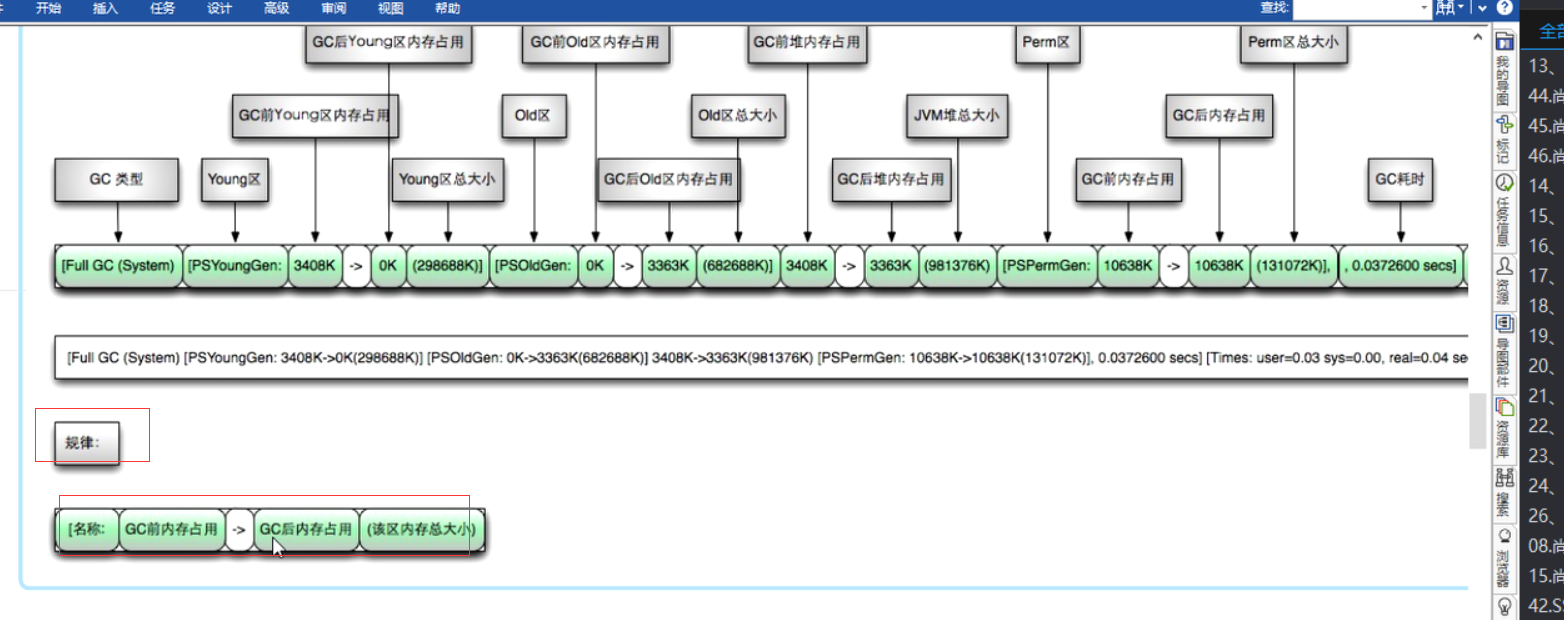 开始 插入 任务 设计 高级 审阅 视图 帮助 查找:
GC后Young区内存占用 GC前Old区内存占用 GC前堆内存占用 Perm区 Perm区总大小
GC前Young区内存占用 Old区 Old区总大小 JVM堆总大小 GC后内存占用
GC 类型 Young区 Young区总大小 GC后Old区内存占用 GC后堆内存占用 GC前内存占用 GC耗时
[Full GC (System) [PSYoungGen: 3408K -> 0K (298688K)] [PSOldGen: 0K -> 3363K (682688K)] 3408K -> 3363K (981376K) [PSPermGen: 10638K -> 10638K (131072K)], , 0.0372600 secs]
[Full GC (System) [PSYoungGen: 3408K->0K(298688K)] [PSOldGen: 0K->3363K(682688K)] 3408K->3363K(981376K) [PSPermGen: 10638K->10638K(131072K)], 0.0372600 secs] [Times: user=0.03 sys=0.00, real=0.04 se
规律:
[名称: GC前内存占用 -> GC后内存占用 (该区内存总大小)
我的导图
标记
任务信息
资源
导图部件
资源库
搜索
浏览器
全部
13、
44.尚
45.尚
46.尚
14、
15、
16、
17、
18、
19、
20、
21、
22、
23、
24、
26、
08.尚
15.尚
42.S